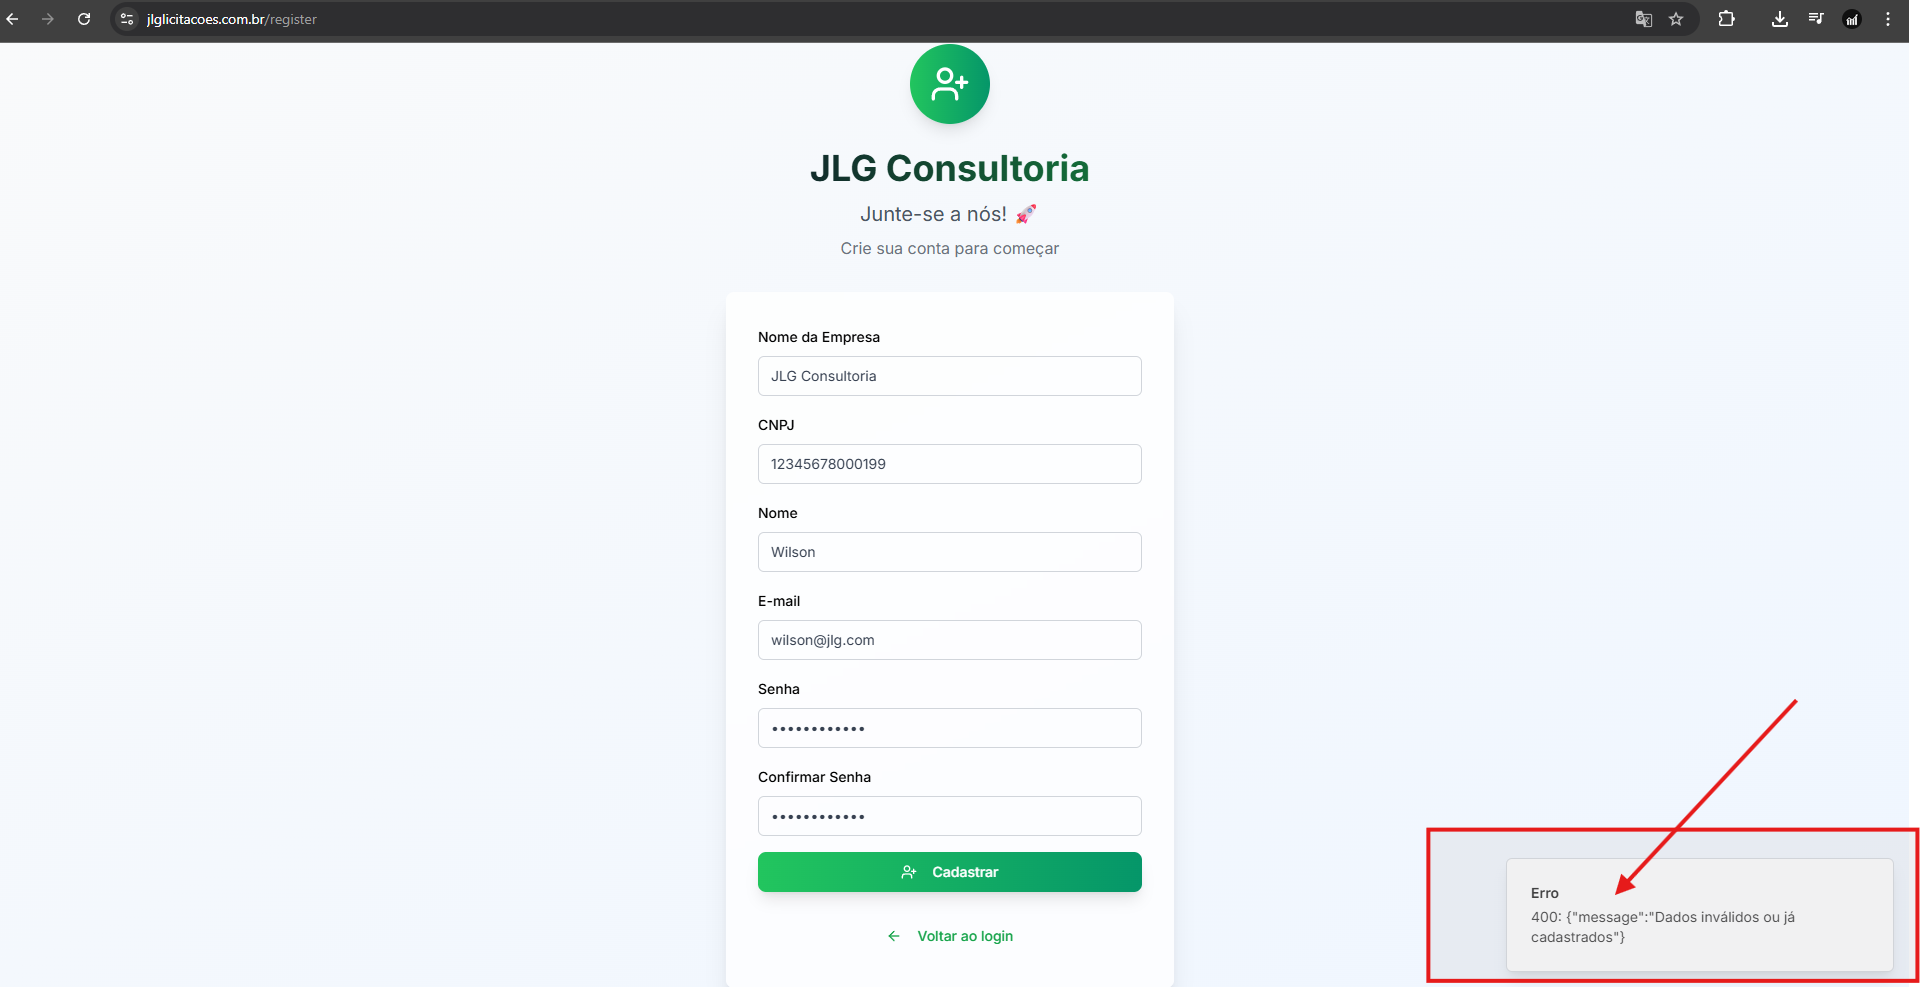 jlglicitacoes.com.br/register
JLG Consultoria
Junte-se a nós! 🚀
Crie sua conta para começar
Nome da Empresa
JLG Consultoria
CNPJ
12345678000199
Nome
Wilson
E-mail
wilson@jlg.com
Senha
••••••••••••
Confirmar Senha
••••••••••••
Cadastrar
Voltar ao login
Erro
400: {"message":"Dados inválidos ou já
cadastrados"}